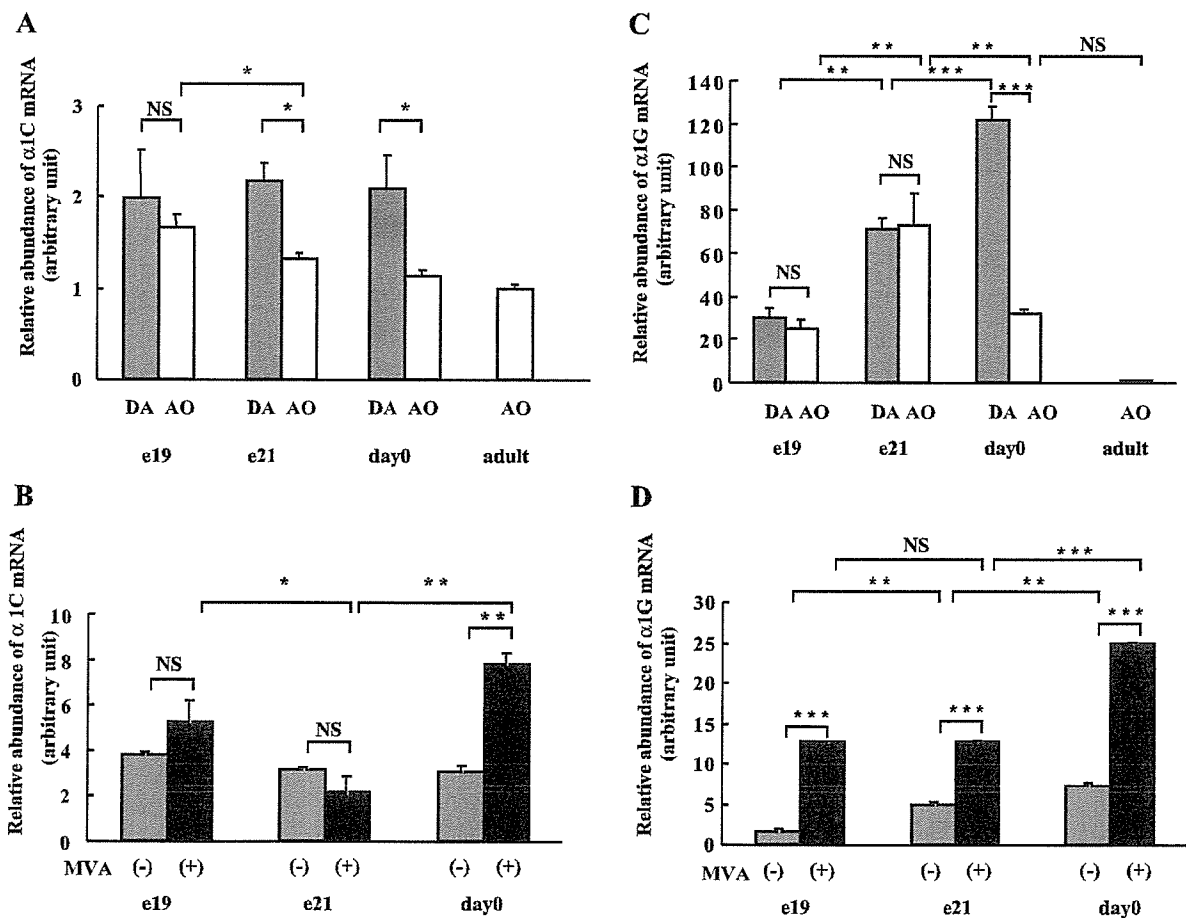 A
Relative abundance of α1C mRNA
(arbitrary unit)
3
2
1
0
NS
*
*
*
DA AO
DA AO
DA AO
AO
e19
e21
day0
adult
C
Relative abundance of α1G mRNA
(arbitrary unit)
140
120
100
80
60
40
20
0
**
**
NS
**
***
***
NS
NS
DA AO
DA AO
DA AO
AO
e19
e21
day0
adult
B
Relative abundance of α 1C mRNA
(arbitrary unit)
10
8
6
4
2
0
*
**
**
NS
NS
MVA (-) (+) (-) (+) (-) (+)
e19
e21
day0
D
Relative abundance of α1G mRNA
(arbitrary unit)
30
25
20
15
10
5
0
NS
***
**
**
***
***
***
MVA (-) (+) (-) (+) (-) (+)
e19
e21
day0